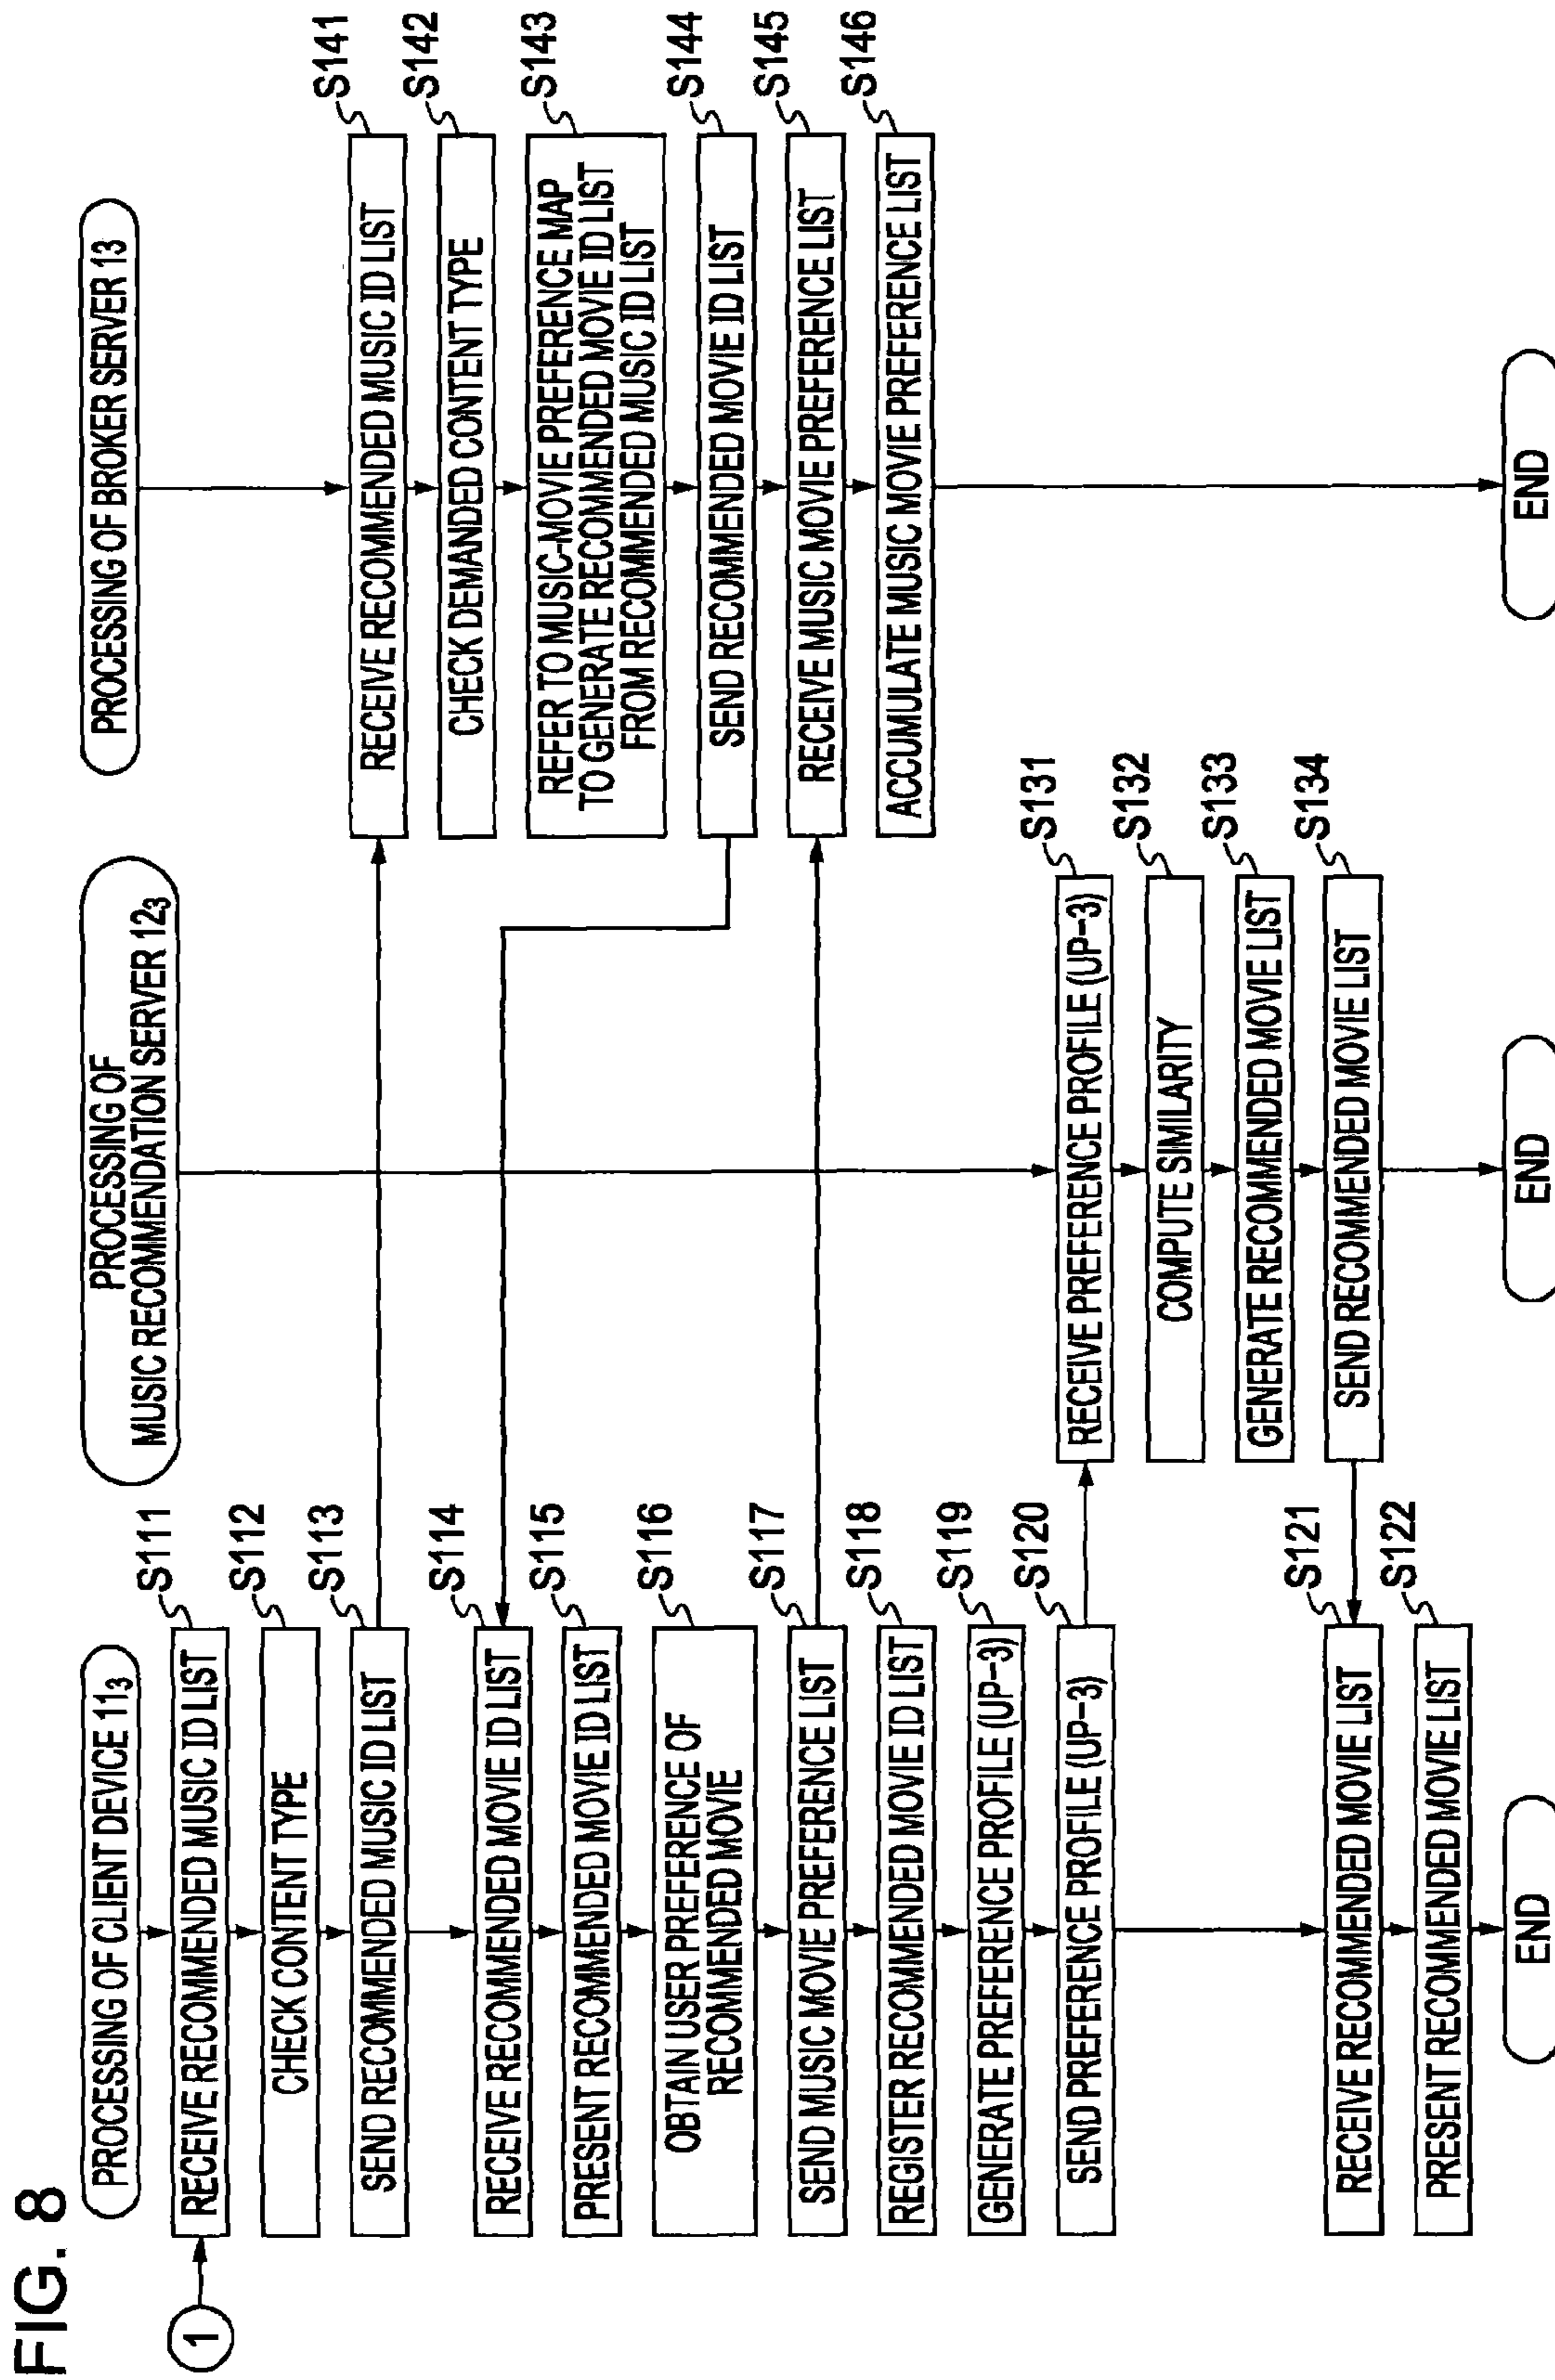 FIG. 8
1
PROCESSING OF CLIENT DEVICE 11₃
RECEIVE RECOMMENDED MUSIC ID LIST
S111
CHECK CONTENT TYPE
S112
SEND RECOMMENDED MUSIC ID LIST
S113
RECEIVE RECOMMENDED MOVIE ID LIST
S114
PRESENT RECOMMENDED MOVIE ID LIST
S115
OBTAIN USER PREFERENCE OF
RECOMMENDED MOVIE
S116
SEND MUSIC MOVIE PREFERENCE LIST
S117
REGISTER RECOMMENDED MOVIE ID LIST
S118
GENERATE PREFERENCE PROFILE (UP-3)
S119
SEND PREFERENCE PROFILE (UP-3)
S120
RECEIVE RECOMMENDED MOVIE LIST
S121
PRESENT RECOMMENDED MOVIE LIST
S122
END
PROCESSING OF
MUSIC RECOMMENDATION SERVER 12₃
RECEIVE PREFERENCE PROFILE (UP-3)
S131
COMPUTE SIMILARITY
S132
GENERATE RECOMMENDED MOVIE LIST
S133
SEND RECOMMENDED MOVIE LIST
S134
END
PROCESSING OF BROKER SERVER 13
RECEIVE RECOMMENDED MUSIC ID LIST
S141
CHECK DEMANDED CONTENT TYPE
S142
REFER TO MUSIC-MOVIE PREFERENCE MAP
TO GENERATE RECOMMENDED MOVIE ID LIST
FROM RECOMMENDED MUSIC ID LIST
S143
SEND RECOMMENDED MOVIE ID LIST
S144
RECEIVE MUSIC MOVIE PREFERENCE LIST
S145
ACCUMULATE MUSIC MOVIE PREFERENCE LIST
S146
END